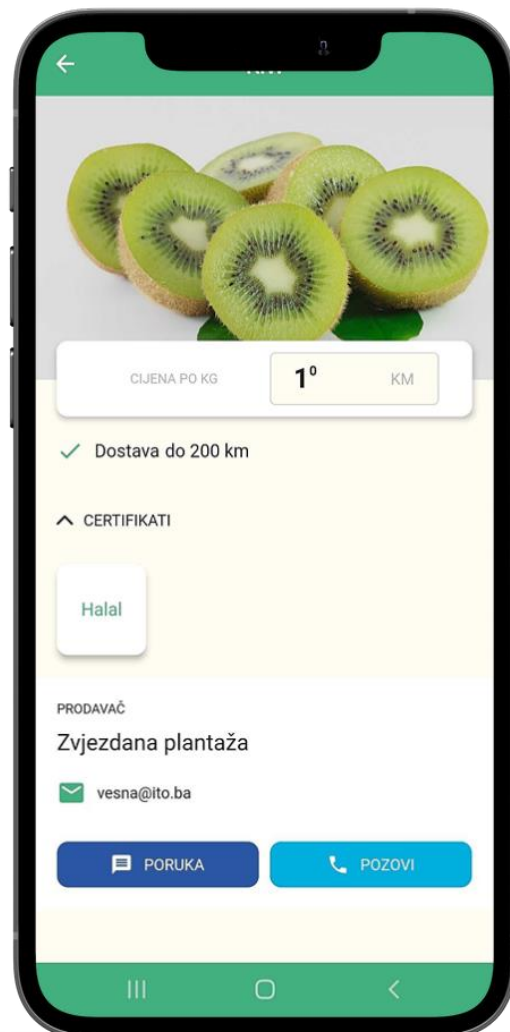 CIJENA PO KG 1⁰ KM
Dostava do 200 km
CERTIFIKATI
Halal
PRODAVAČ
Zvjezdana plantaža
vesna@ito.ba
PORUKA POZOVI